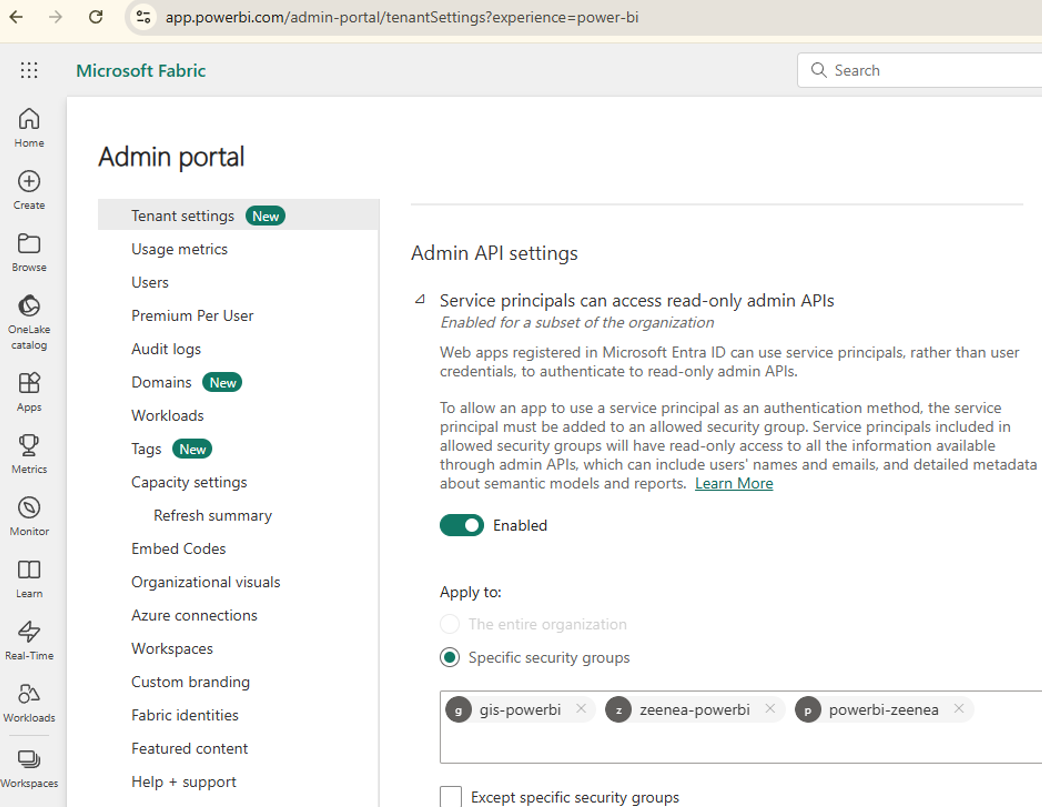 app.powerbi.com/admin-portal/tenantSettings?experience=power-bi
Microsoft Fabric
Search
Home
Create
Browse
OneLake
catalog
Apps
Metrics
Monitor
Learn
Real-Time
Workloads
Workspaces
Admin portal
Tenant settings New
Usage metrics
Users
Premium Per User
Audit logs
Domains New
Workloads
Tags New
Capacity settings
Refresh summary
Embed Codes
Organizational visuals
Azure connections
Workspaces
Custom branding
Fabric identities
Featured content
Help + support
Admin API settings
Service principals can access read-only admin APIs
Enabled for a subset of the organization
Web apps registered in Microsoft Entra ID can use service principals, rather than user
credentials, to authenticate to read-only admin APIs.
To allow an app to use a service principal as an authentication method, the service
principal must be added to an allowed security group. Service principals included in
allowed security groups will have read-only access to all the information available
through admin APIs, which can include users' names and emails, and detailed metadata
about semantic models and reports. Learn More
Enabled
Apply to:
The entire organization
Specific security groups
g gis-powerbi z zeenea-powerbi p powerbi-zeenea
Except specific security groups